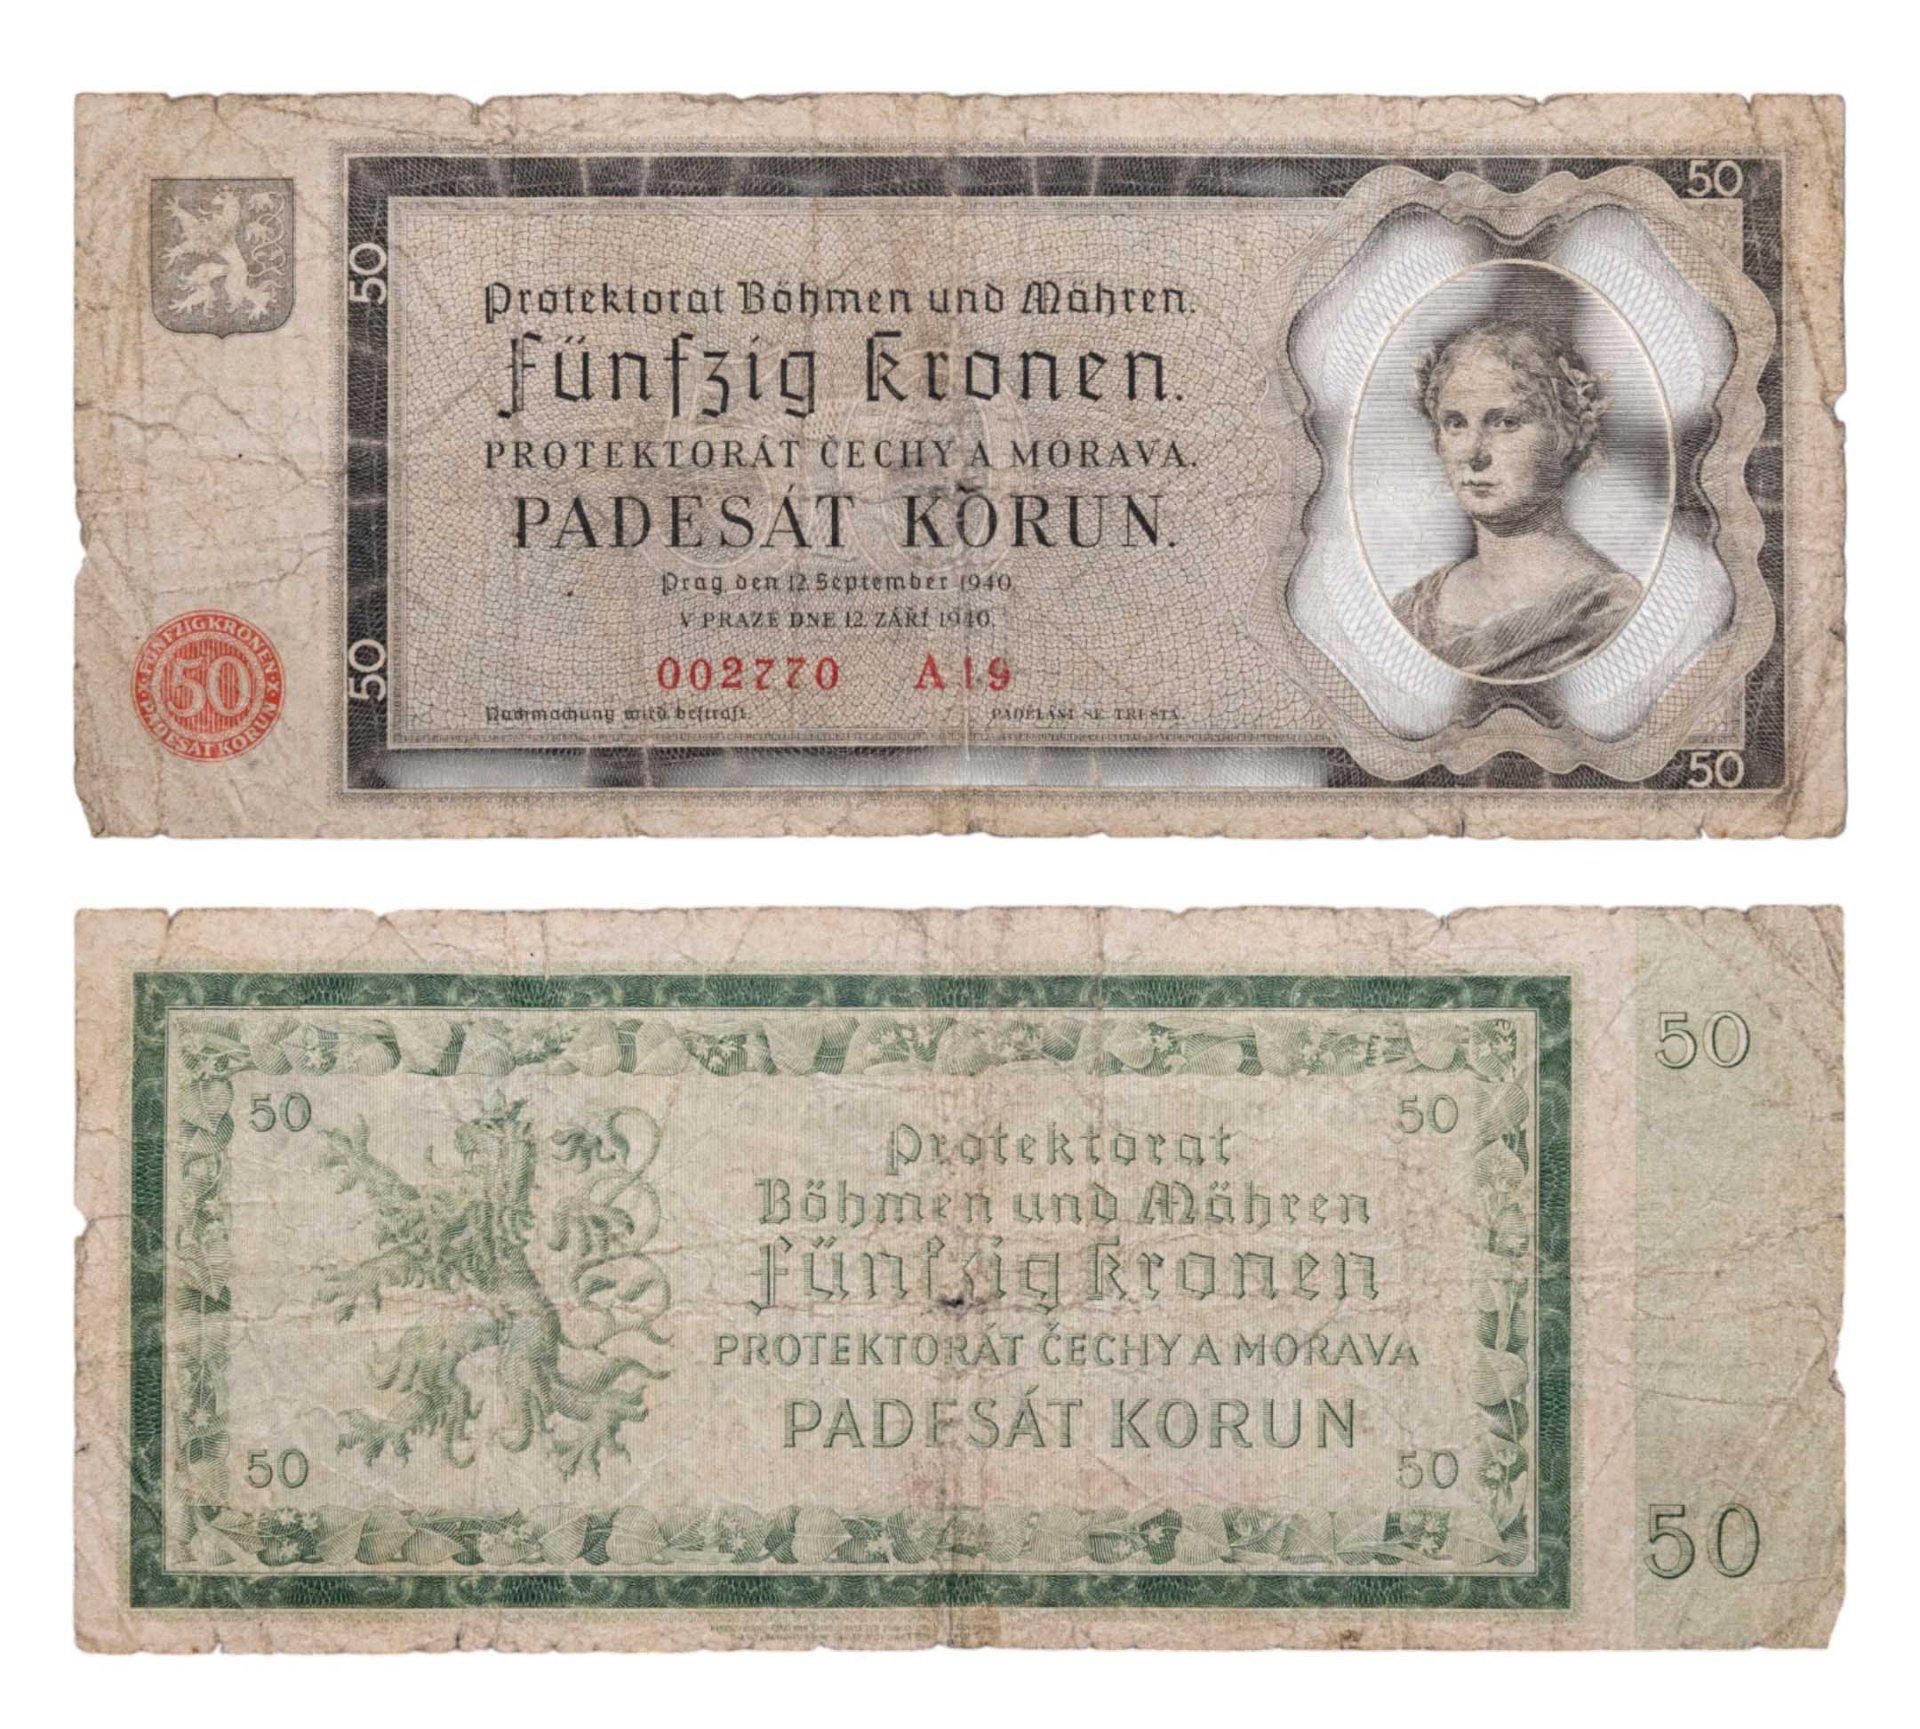 50
50
Protektorat Böhmen und Mähren.
Fünfzig Kronen.
PROTEKTORÁT ČECHY A MORAVA.
PADESÁT KORUN.
Prag den 12. September 1940.
V PRAZE DNE 12. ZÁŘÍ 1940.
002770 A19
50
FÜNFZIG KRONEN
50
PADESÁT KORUN
Nachmachung wird bestraft.
PADĚLÁNÍ SE TRESTÁ.
50
50
50
50
Protektorat
Böhmen und Mähren
Fünfzig Kronen
PROTEKTORÁT ČECHY A MORAVA
PADESÁT KORUN
50
50
50